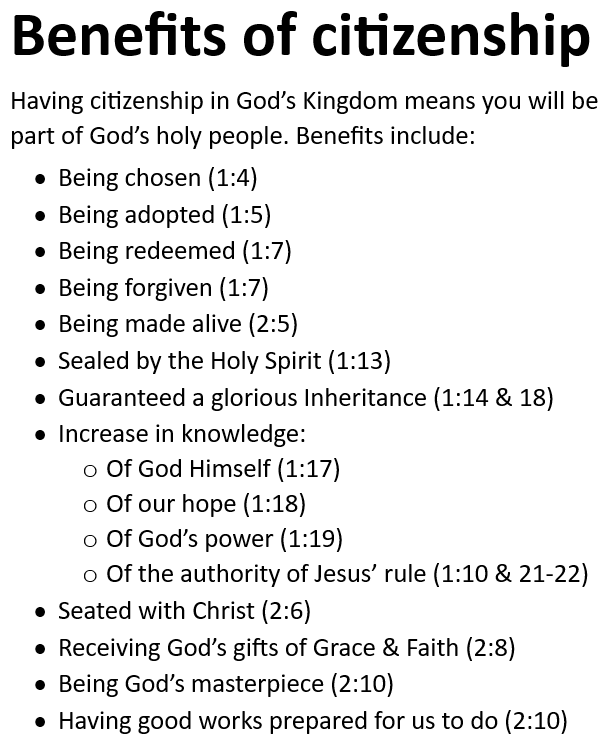 Benefits of citizenship
Having citizenship in God’s Kingdom means you will be
part of God’s holy people. Benefits include:
• Being chosen (1:4)
• Being adopted (1:5)
• Being redeemed (1:7)
• Being forgiven (1:7)
• Being made alive (2:5)
• Sealed by the Holy Spirit (1:13)
• Guaranteed a glorious Inheritance (1:14 & 18)
• Increase in knowledge:
○ Of God Himself (1:17)
○ Of our hope (1:18)
○ Of God’s power (1:19)
○ Of the authority of Jesus’ rule (1:10 & 21-22)
• Seated with Christ (2:6)
• Receiving God’s gifts of Grace & Faith (2:8)
• Being God’s masterpiece (2:10)
• Having good works prepared for us to do (2:10)